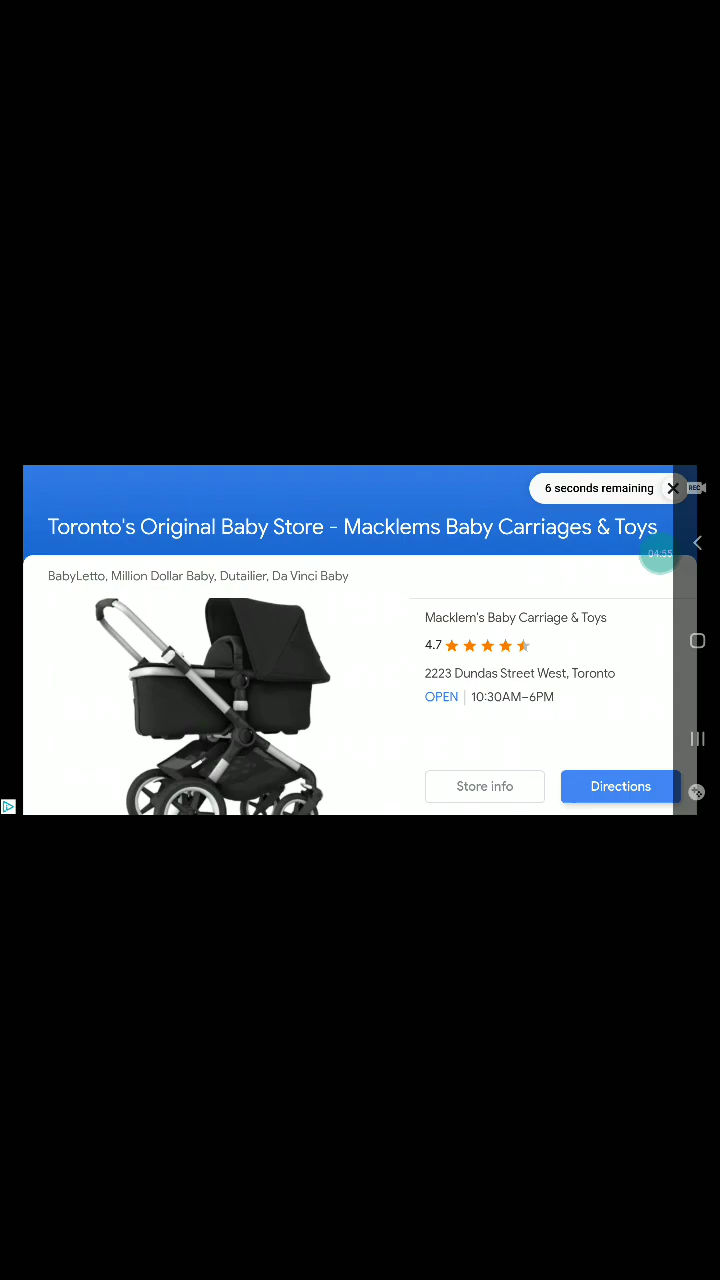 6 seconds remaining
REC
Toronto's Original Baby Store - Macklems Baby Carriages & Toys
04:55
BabyLetto, Million Dollar Baby, Dutailier, Da Vinci Baby
Macklem's Baby Carriage & Toys
4.7
2223 Dundas Street West, Toronto
OPEN | 10:30AM–6PM
Store info
Directions